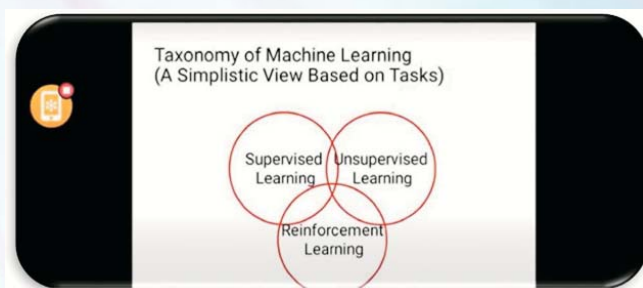 Taxonomy of Machine Learning
(A Simplistic View Based on Tasks)
Supervised
Learning
Unsupervised
Learning
Reinforcement
Learning